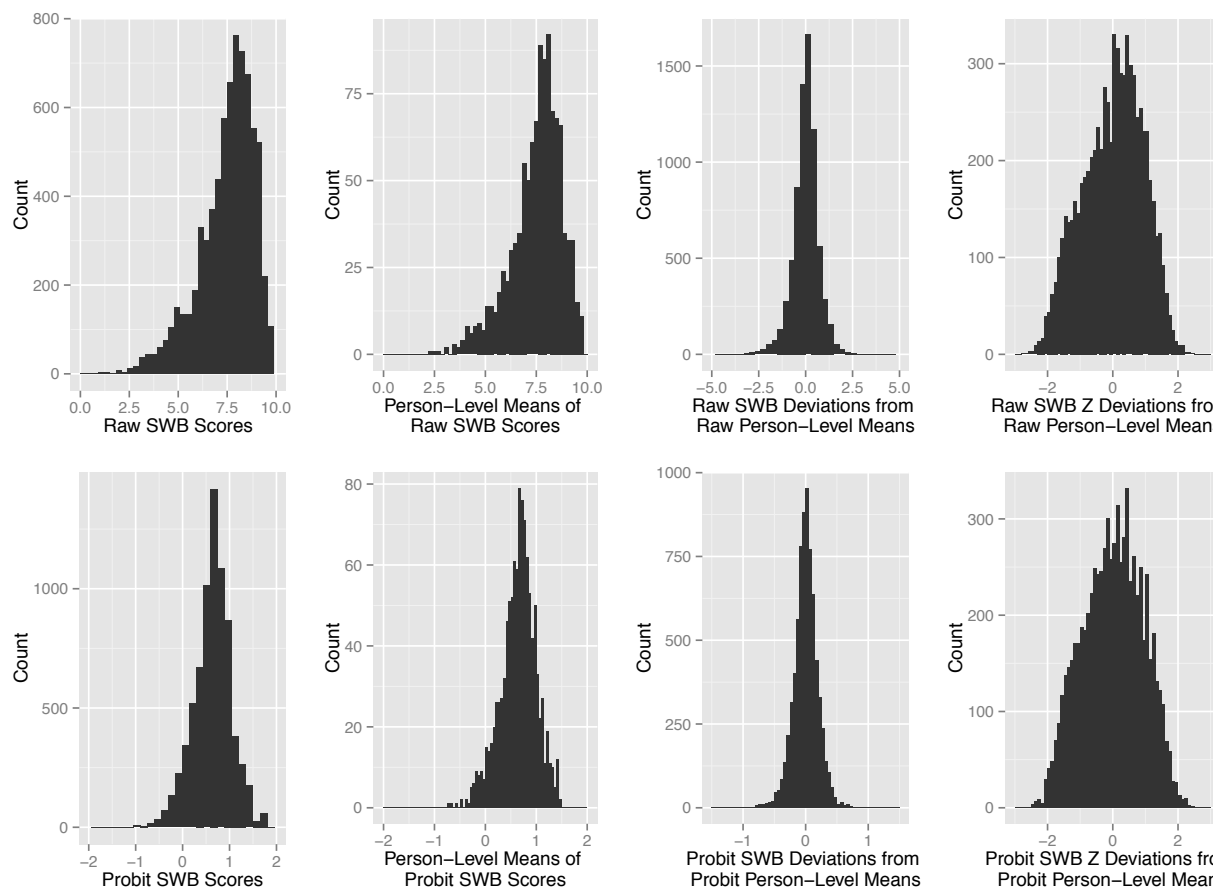 800
600
400
200
0
Count
0.0 2.5 5.0 7.5 10.0
Raw SWB Scores
75
50
25
0
Count
0.0 2.5 5.0 7.5 10.0
Person−Level Means of
Raw SWB Scores
1500
1000
500
0
Count
−5.0 −2.5 0.0 2.5 5.0
Raw SWB Deviations from
Raw Person−Level Means
300
200
100
0
Count
−2 0 2
Raw SWB Z Deviations fro
Raw Person−Level Mean
1000
500
0
Count
−2 −1 0 1 2
Probit SWB Scores
80
60
40
20
0
Count
−2 −1 0 1 2
Person−Level Means of
Probit SWB Scores
1000
750
500
250
0
Count
−1 0 1
Probit SWB Deviations from
Probit Person−Level Means
300
200
100
0
Count
−2 0 2
Probit SWB Z Deviations fro
Probit Person−Level Mean